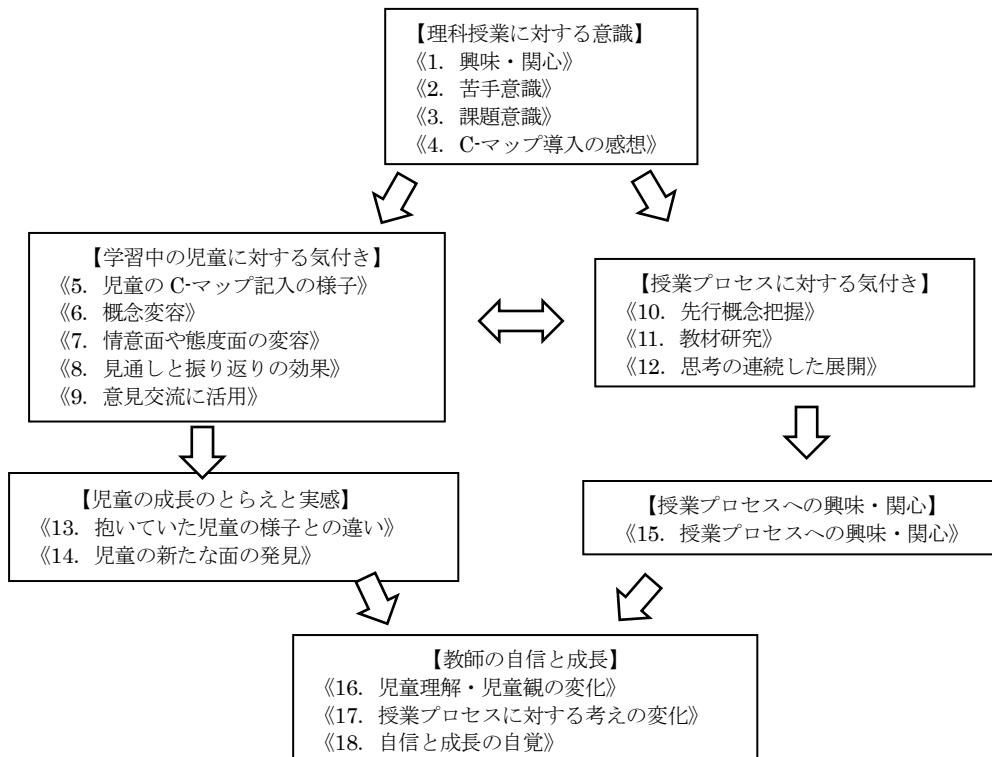 【理科授業に対する意識】
《1. 興味・関心》
《2. 苦手意識》
《3. 課題意識》
《4. C-マップ導入の感想》
【学習中の児童に対する気付き】
《5. 児童の C-マップ記入の様子》
《6. 概念変容》
《7. 情意面や態度面の変容》
《8. 見通しと振り返りの効果》
《9. 意見交流に活用》
【授業プロセスに対する気付き】
《10. 先行概念把握》
《11. 教材研究》
《12. 思考の連続した展開》
【児童の成長のとらえと実感】
《13. 抱いていた児童の様子との違い》
《14. 児童の新たな面の発見》
【授業プロセスへの興味・関心】
《15. 授業プロセスへの興味・関心》
【教師の自信と成長】
《16. 児童理解・児童観の変化》
《17. 授業プロセスに対する考えの変化》
《18. 自信と成長の自覚》